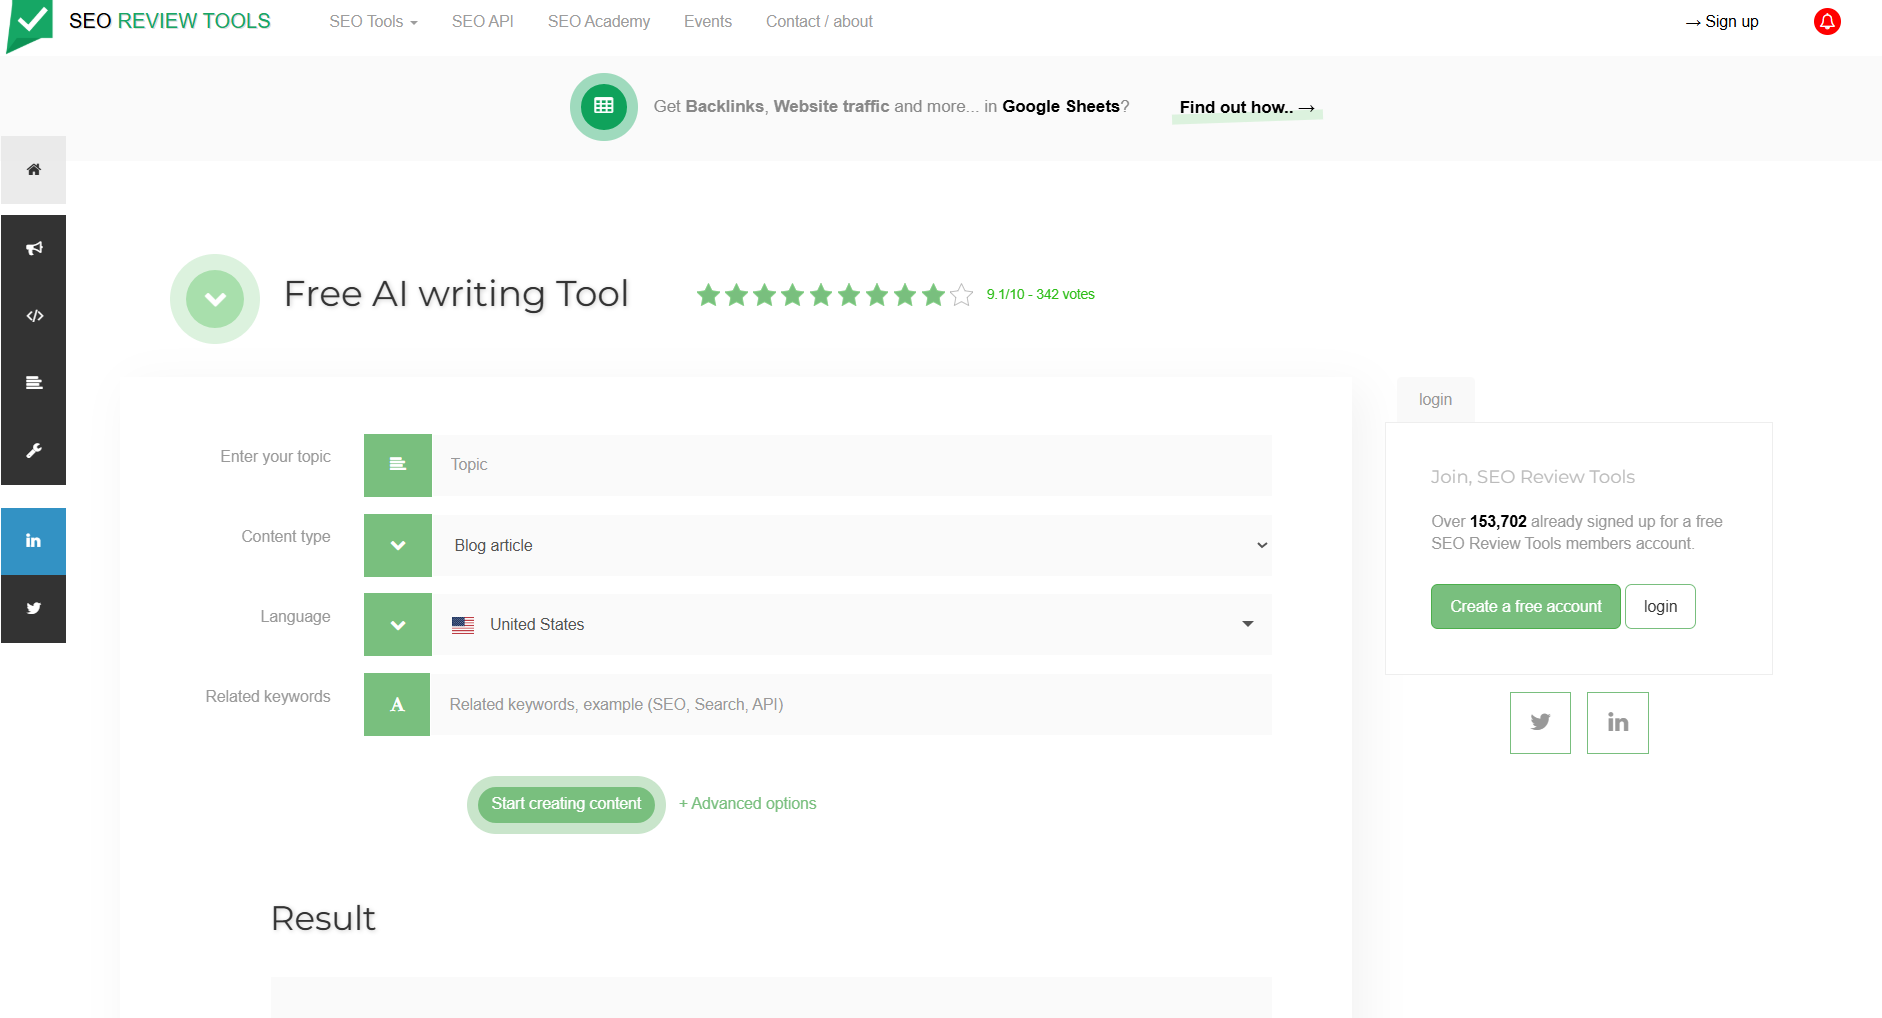 SEO REVIEW TOOLS
SEO Tools
SEO API
SEO Academy
Events
Contact / about
→ Sign up
Get Backlinks, Website traffic and more... in Google Sheets?
Find out how.. →
Free AI writing Tool
9.1/10 - 342 votes
Enter your topic
Topic
Content type
Blog article
Language
United States
Related keywords
A
Related keywords, example (SEO, Search, API)
Start creating content
+ Advanced options
Result
login
Join, SEO Review Tools
Over 153,702 already signed up for a free
SEO Review Tools members account.
Create a free account
login